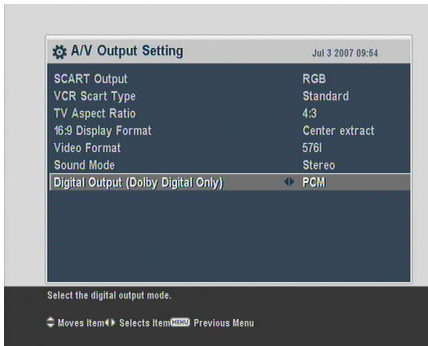 A/V Output Setting
Jul 3 2007 09:54
SCART Output RGB
VCR Scart Type Standard
TV Aspect Ratio 4:3
16:9 Display Format Center extract
Video Format 576I
Sound Mode Stereo
Digital Output (Dolby Digital Only) PCM
Select the digital output mode.
Moves Item Selects Item MENU Previous Menu